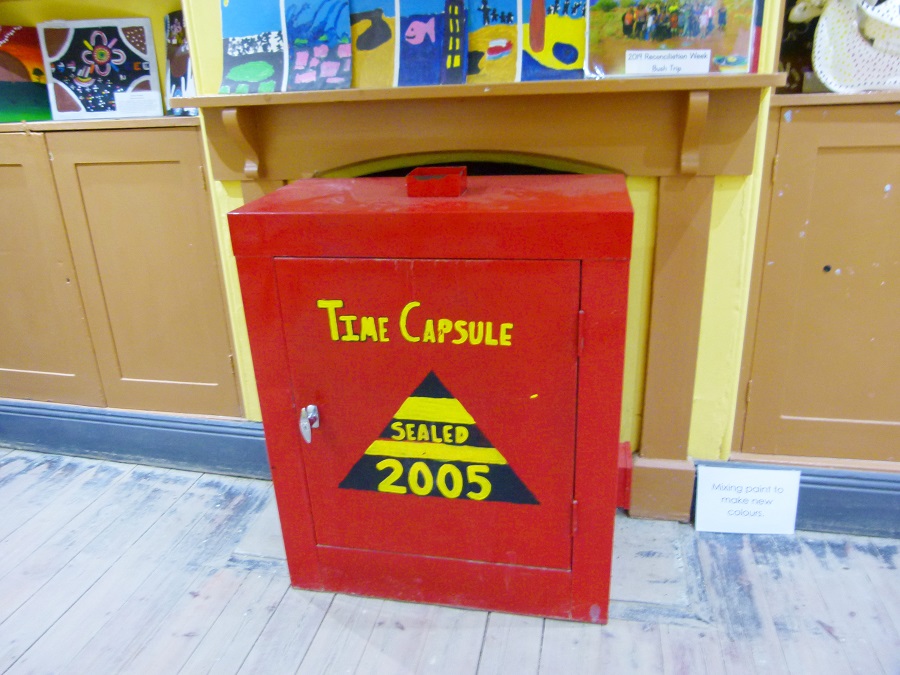 2019 Reconciliation Week
Bush Trip
TIME CAPSULE
SEALED
2005
Mixing paint to
make new
colours.